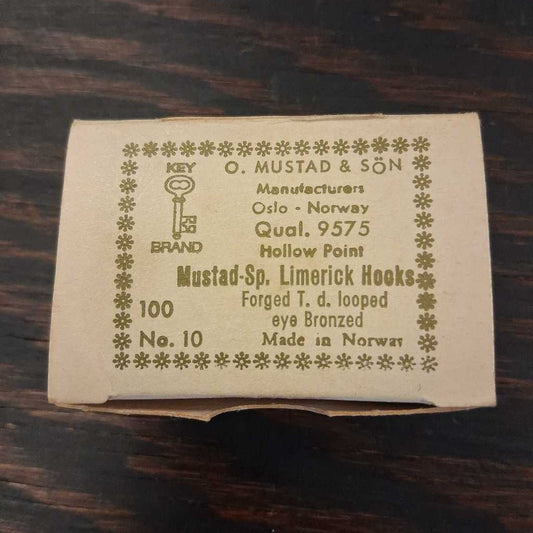 KEY
BRAND
O. MUSTAD & SÖN
Manufacturers
Oslo - Norway
Qual. 9575
Hollow Point
Mustad-Sp. Limerick Hooks
Forged T. d. looped
eye Bronzed
100
No. 10
Made in Norway